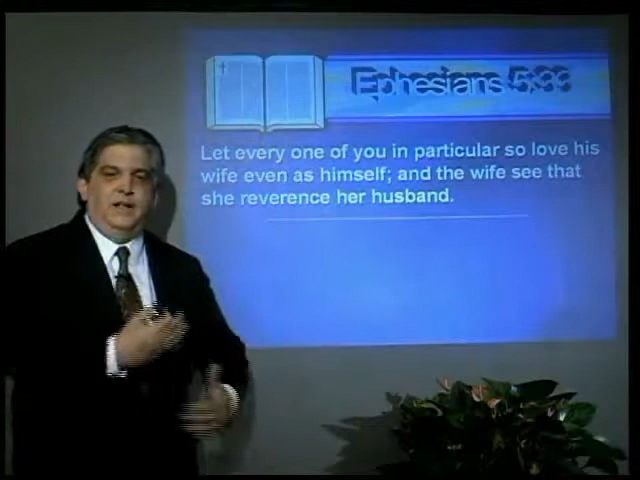 Ephesians 5:33
Let every one of you in particular so love his
wife even as himself; and the wife see that
she reverence her husband.